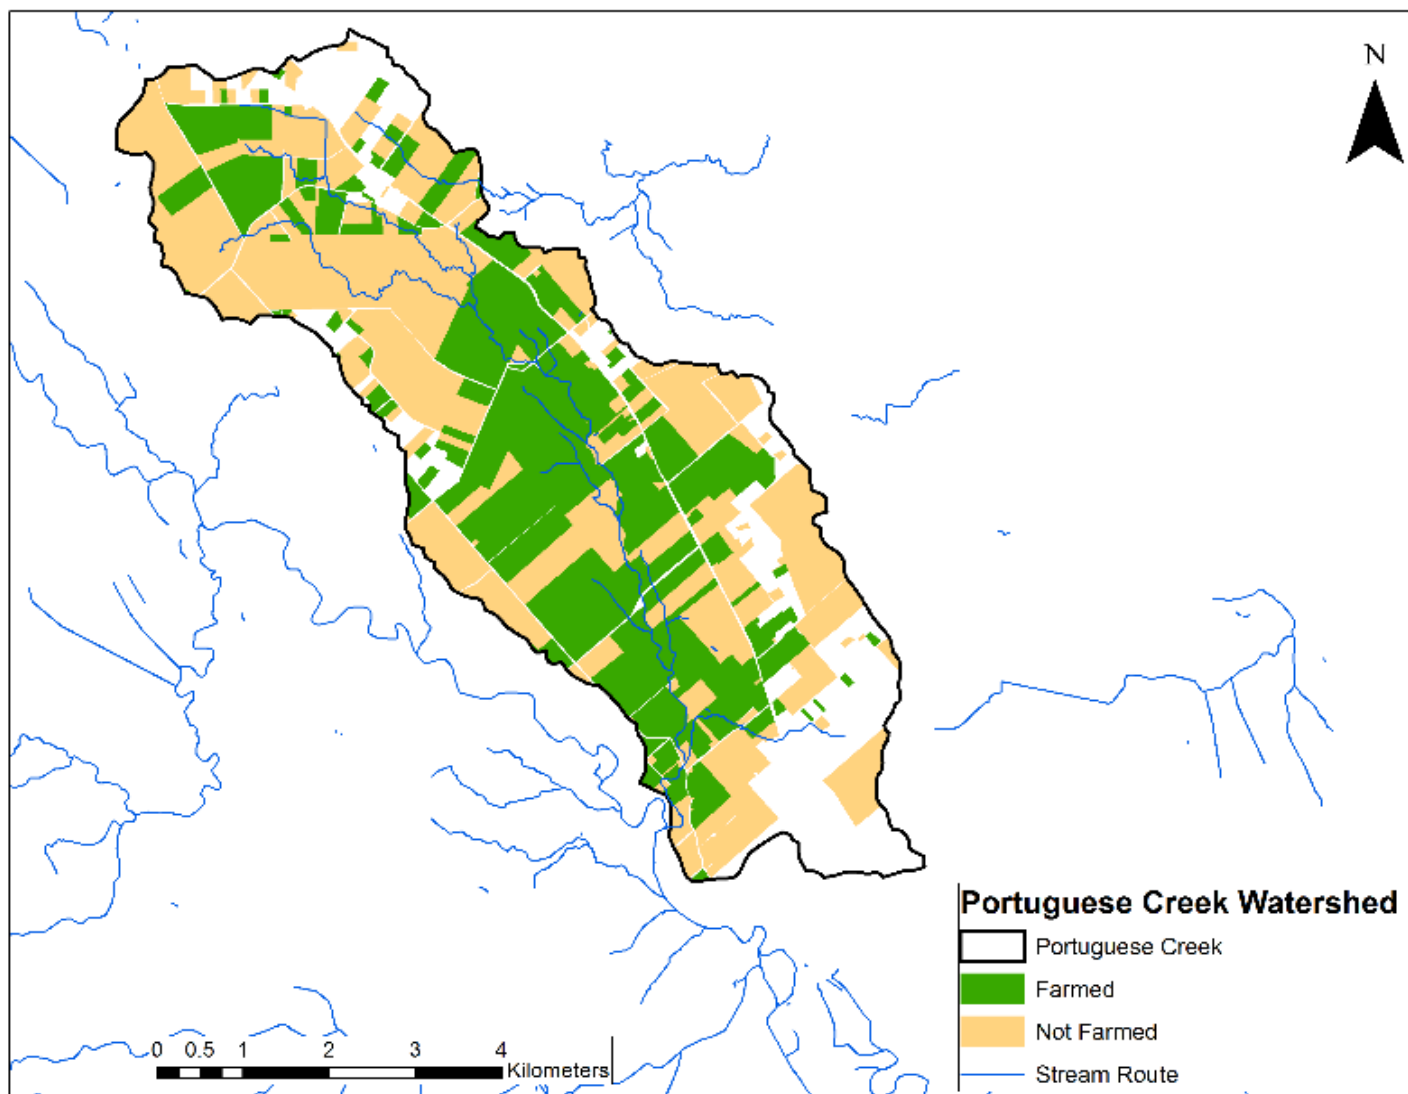 N
Portuguese Creek Watershed
Portuguese Creek
Farmed
Not Farmed
Stream Route
0 0.5 1 2 3 4
Kilometers